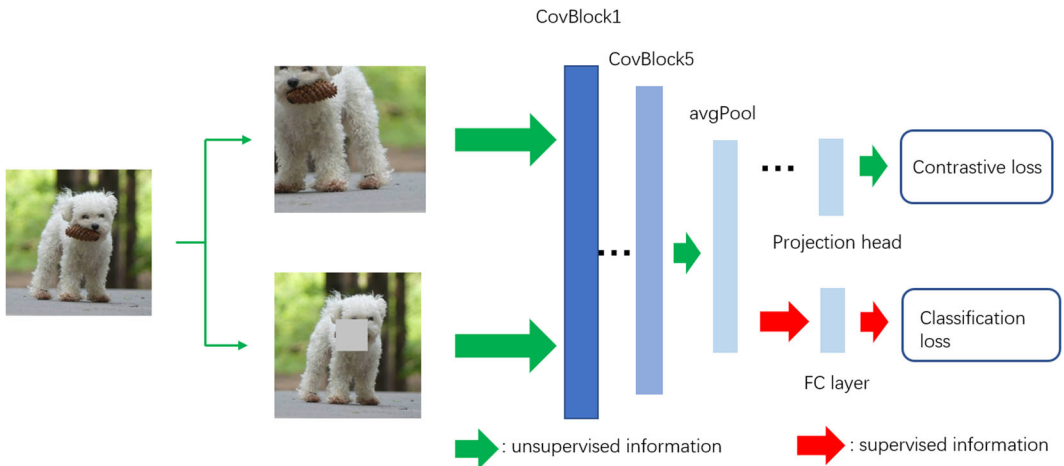 CovBlock1
CovBlock5
avgPool
Contrastive loss
Projection head
Classification
loss
FC layer
: unsupervised information
: supervised information